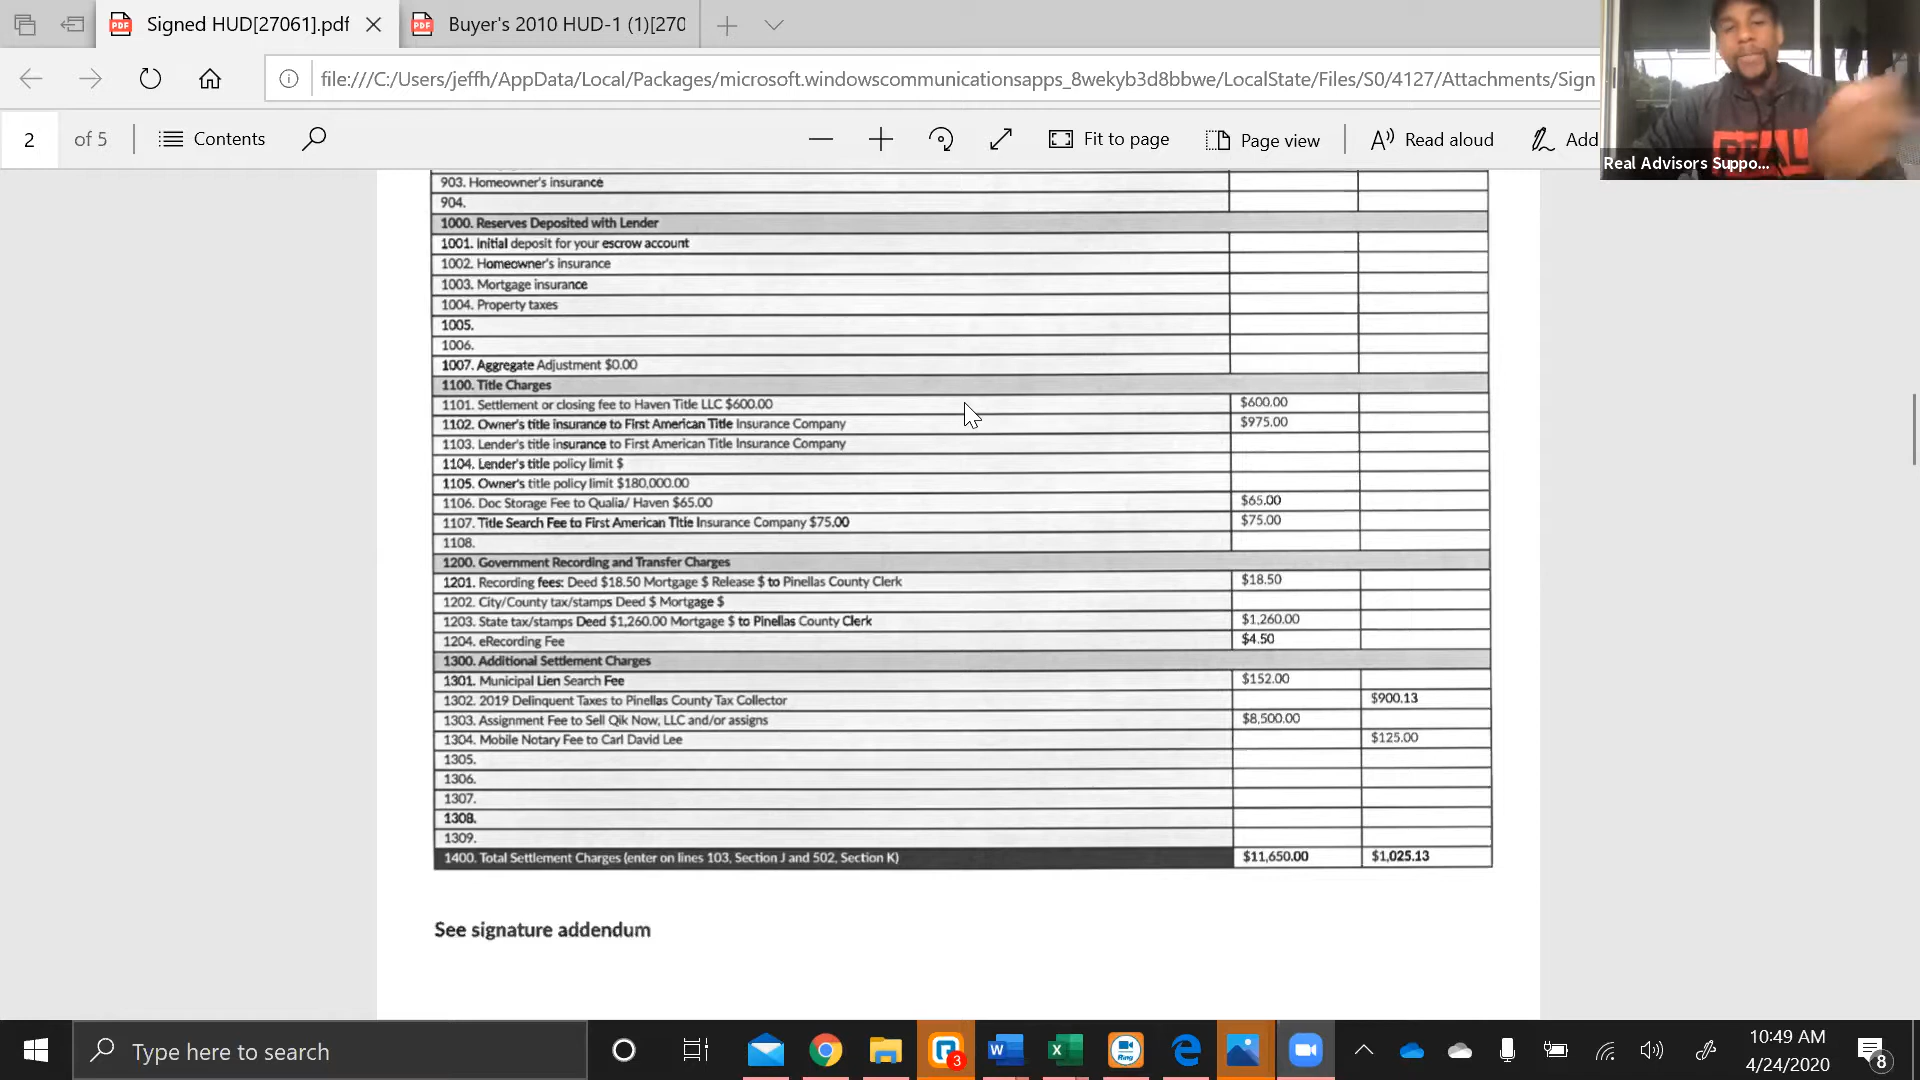 Signed HUD[27061].pdf
Buyer's 2010 HUD-1 (1)[270
file:///C:/Users/jeffh/AppData/Local/Packages/microsoft.windowscommunicationsapps_8wekyb3d8bbwe/LocalState/Files/S0/4127/Attachments/Sign
2 of 5 Contents Fit to page Page view Read aloud Add
REAL
Real Advisors Suppo...
903. Homeowner's insurance
904.
1000. Reserves Deposited with Lender
1001. Initial deposit for your escrow account
1002. Homeowner's insurance
1003. Mortgage insurance
1004. Property taxes
1005.
1006.
1007. Aggregate Adjustment $0.00
1100. Title Charges
1101. Settlement or closing fee to Haven Title LLC $600.00 $600.00
1102. Owner's title insurance to First American Title Insurance Company $975.00
1103. Lender's title insurance to First American Title Insurance Company
1104. Lender's title policy limit $
1105. Owner's title policy limit $180,000.00
1106. Doc Storage Fee to Qualia/ Haven $65.00 $65.00
1107. Title Search Fee to First American Title Insurance Company $75.00 $75.00
1108.
1200. Government Recording and Transfer Charges
1201. Recording fees: Deed $18.50 Mortgage $ Release $ to Pinellas County Clerk $18.50
1202. City/County tax/stamps Deed $ Mortgage $
1203. State tax/stamps Deed $1,260.00 Mortgage $ to Pinellas County Clerk $1,260.00
1204. eRecording Fee $4.50
1300. Additional Settlement Charges
1301. Municipal Lien Search Fee $152.00
1302. 2019 Delinquent Taxes to Pinellas County Tax Collector $900.13
1303. Assignment Fee to Sell Qik Now, LLC and/or assigns $8,500.00
1304. Mobile Notary Fee to Carl David Lee $125.00
1305.
1306.
1307.
1308.
1309.
1400. Total Settlement Charges (enter on lines 103, Section J and 502, Section K) $11,650.00 $1,025.13
See signature addendum
Type here to search
3
Ring
10:49 AM
4/24/2020
8